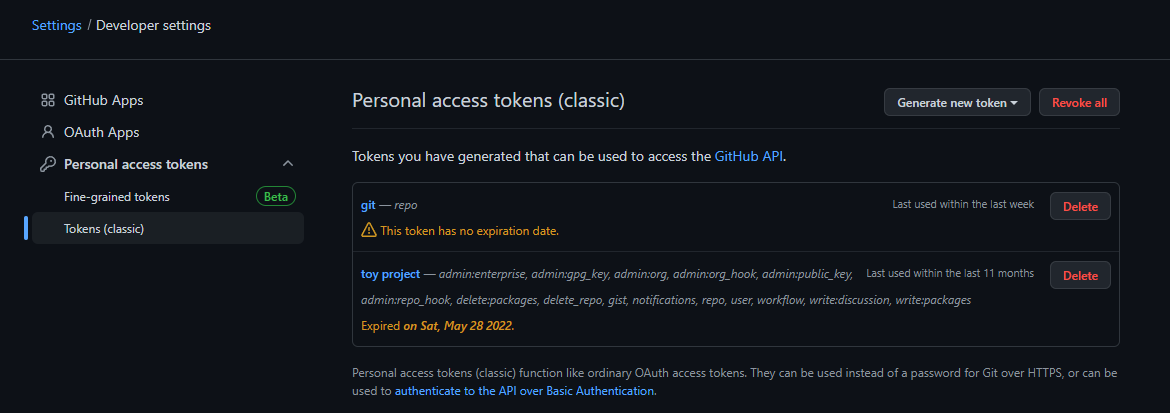 Settings / Developer settings
GitHub Apps
OAuth Apps
Personal access tokens
Fine-grained tokens Beta
Tokens (classic)
Personal access tokens (classic) Generate new token Revoke all
Tokens you have generated that can be used to access the GitHub API.
git — repo Last used within the last week Delete
This token has no expiration date.
toy project — admin:enterprise, admin:gpg_key, admin:org, admin:org_hook, admin:public_key, Last used within the last 11 months Delete
admin:repo_hook, delete:packages, delete_repo, gist, notifications, repo, user, workflow, write:discussion, write:packages
Expired on Sat, May 28 2022.
Personal access tokens (classic) function like ordinary OAuth access tokens. They can be used instead of a password for Git over HTTPS, or can be
used to authenticate to the API over Basic Authentication.